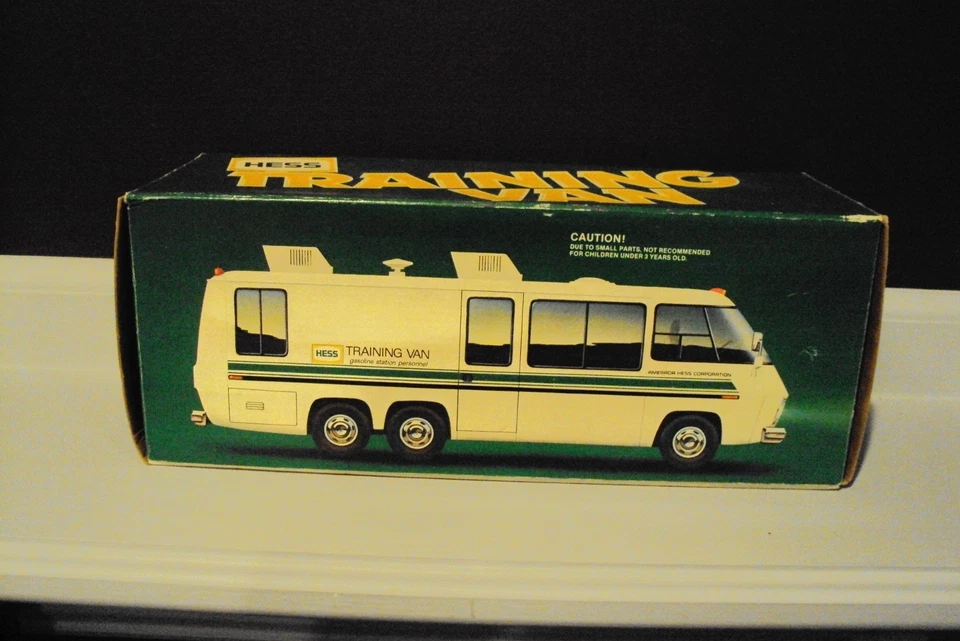 HESS
TRAINING
VAN
CAUTION!
DUE TO SMALL PARTS, NOT RECOMMENDED
FOR CHILDREN UNDER 3 YEARS OLD.
HESS TRAINING VAN
gasoline station personnel
AMERADA HESS CORPORATION